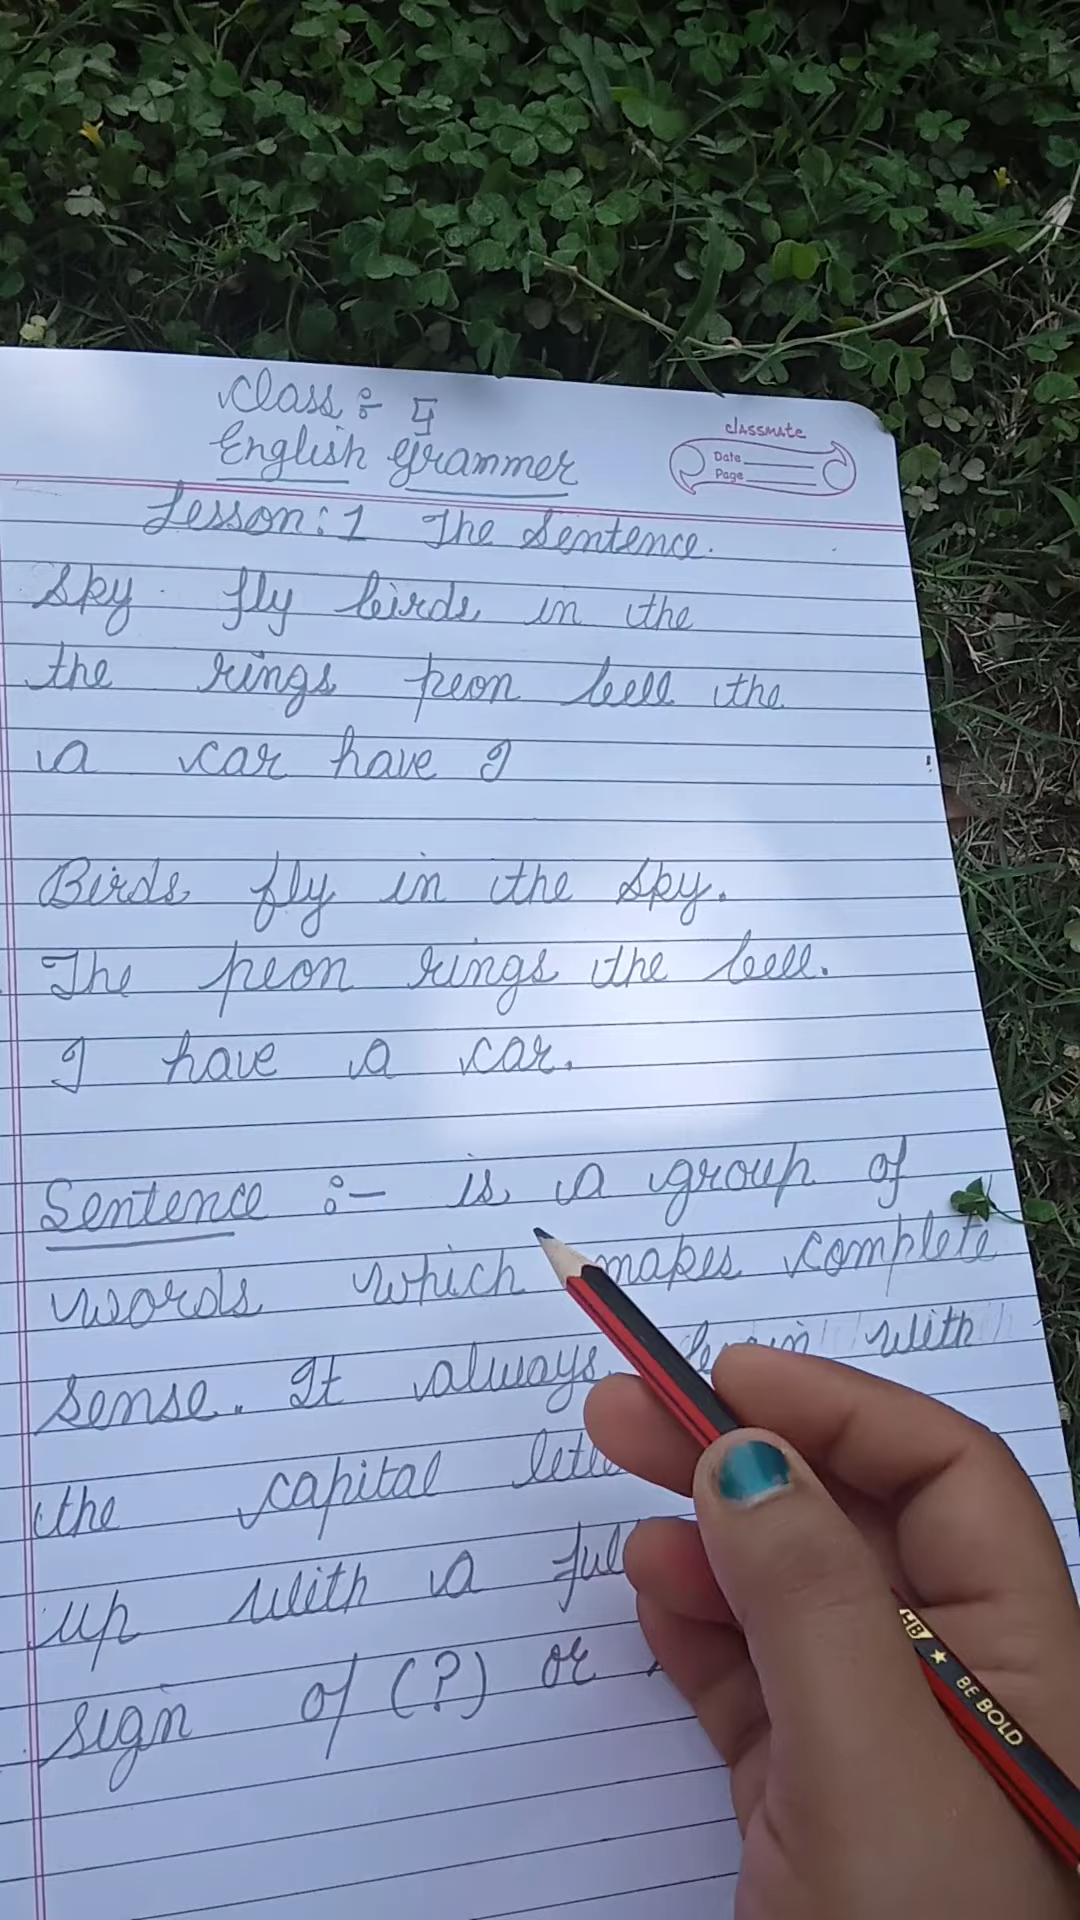 Class :- 4
English Grammer
classmate
Date
Page
Lesson:1 The Sentence.
Sky fly birds in the
the rings peon bell the
a car have I
Birds fly in the sky.
The peon rings the bell.
I have a car.
Sentence :- is a group of
words which makes complete
sense. It always begin with
the capital
up with a
sign of (?) or
HB ★ BE BOLD